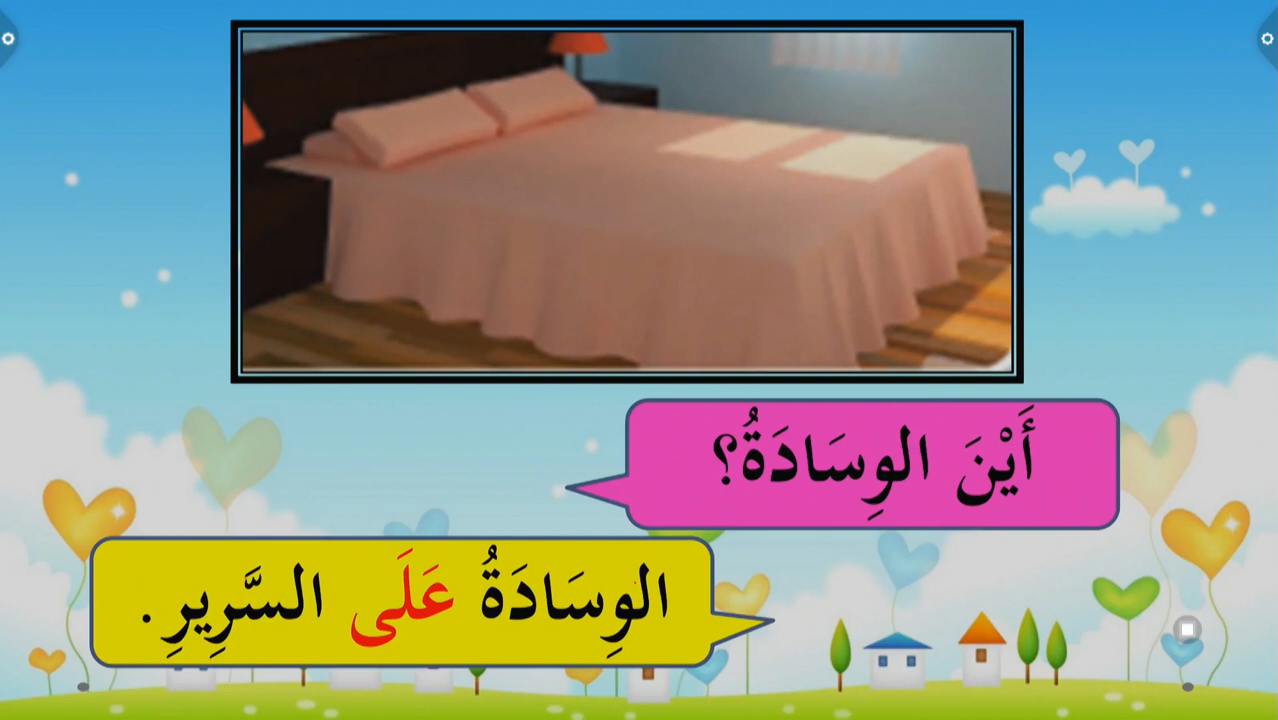 أَيْنَ الوِسَادَةُ؟
الوِسَادَةُ عَلَى السَّرِيرِ.